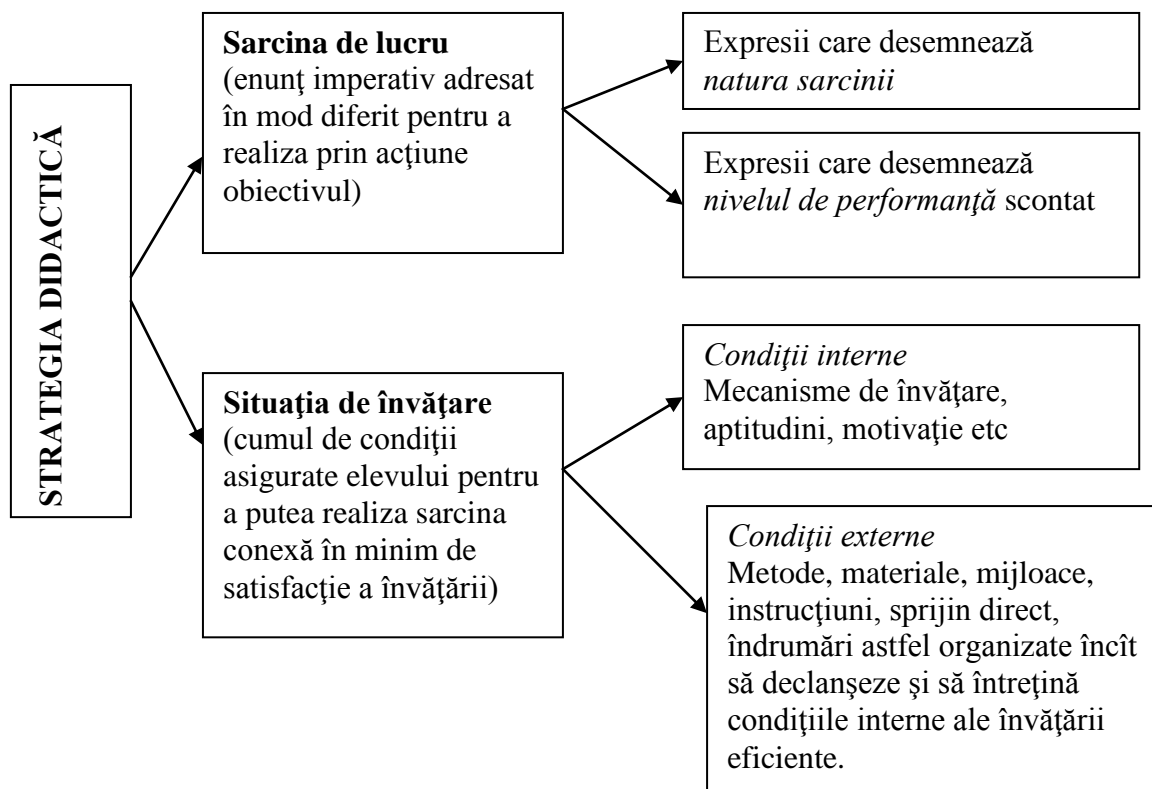 STRATEGIA DIDACTICĂ
Sarcina de lucru
(enunţ imperativ adresat
în mod diferit pentru a
realiza prin acţiune
obiectivul)
Expresii care desemnează
natura sarcinii
Expresii care desemnează
nivelul de performanţă scontat
Situaţia de învăţare
(cumul de condiţii
asigurate elevului pentru
a putea realiza sarcina
conexă în minim de
satisfacţie a învăţării)
Condiţii interne
Mecanisme de învăţare,
aptitudini, motivaţie etc
Condiţii externe
Metode, materiale, mijloace,
instrucţiuni, sprijin direct,
îndrumări astfel organizate încît
să declanşeze şi să întreţină
condiţiile interne ale învăţării
eficiente.